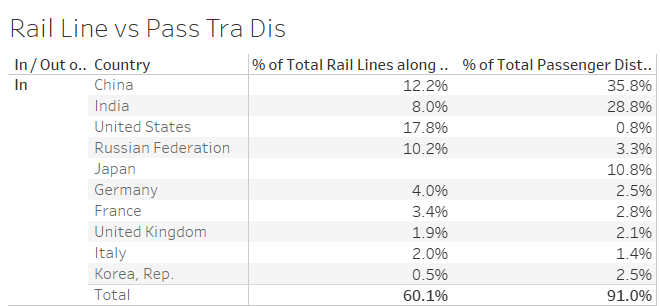 Rail Line vs Pass Tra Dis
In / Out o.. Country % of Total Rail Lines along .. % of Total Passenger Dist..
In China 12.2% 35.8%
India 8.0% 28.8%
United States 17.8% 0.8%
Russian Federation 10.2% 3.3%
Japan 10.8%
Germany 4.0% 2.5%
France 3.4% 2.8%
United Kingdom 1.9% 2.1%
Italy 2.0% 1.4%
Korea, Rep. 0.5% 2.5%
Total 60.1% 91.0%